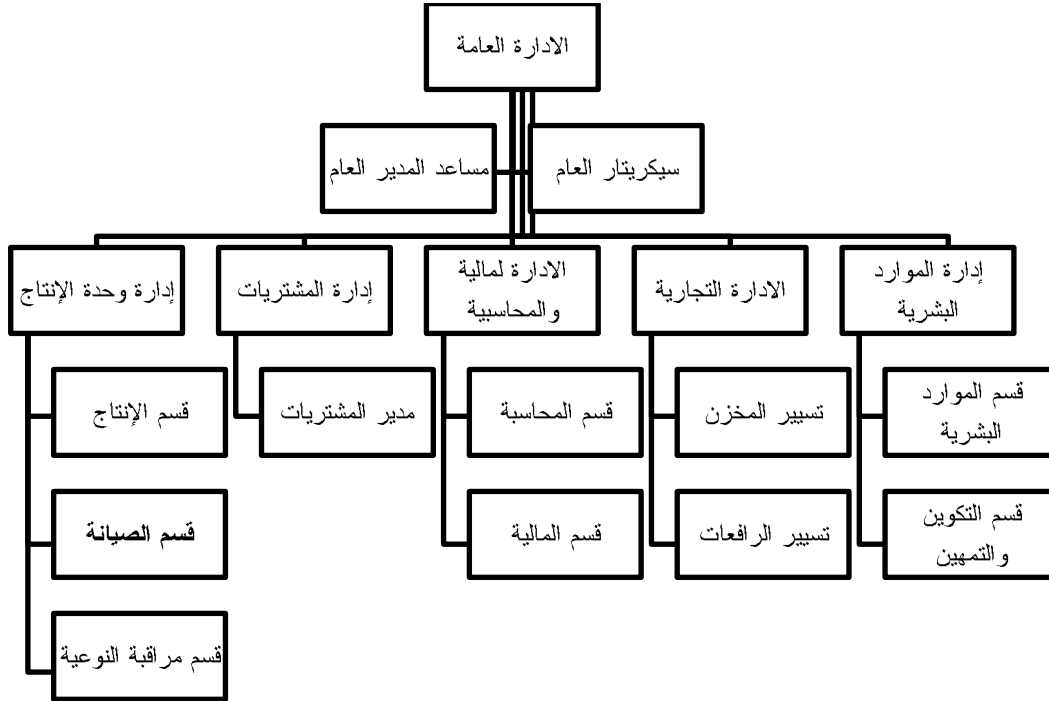 الادارة العامة
سيكريتار العام
مساعد المدير العام
إدارة الموارد
البشرية
الادارة التجارية
الادارة لمالية
والمحاسبية
إدارة المشتريات
إدارة وحدة الإنتاج
قسم الموارد
البشرية
تسيير المخزن
قسم المحاسبة
مدير المشتريات
قسم الإنتاج
قسم التكوين
والتمهين
تسيير الرافعات
قسم المالية
قسم الصيانة
قسم مراقبة النوعية